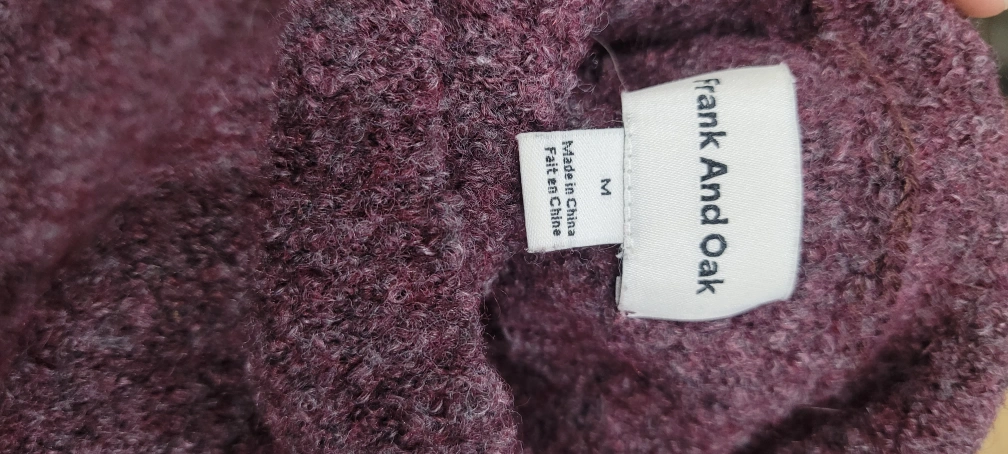 Frank And Oak
M
Made in China
Fait en Chine